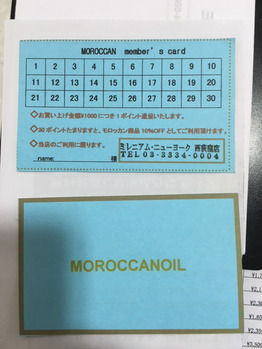 MOROCCAN member's card
1 2 3 4 5 6 7 8 9 10
11 12 13 14 15 16 17 18 19 20
21 22 23 24 25 26 27 28 29 30
◇お買い上げ金額¥1000につき1ポイント進呈いたします。
◇30ポイントたまりますと、モロッカン商品 10%OFF としてご利用頂けます。
◇当店のご利用に限ります。
ミレニアム・ニューヨーク 西荻窪店
TEL 03-3334-0004
name: 様
MOROCCANOIL